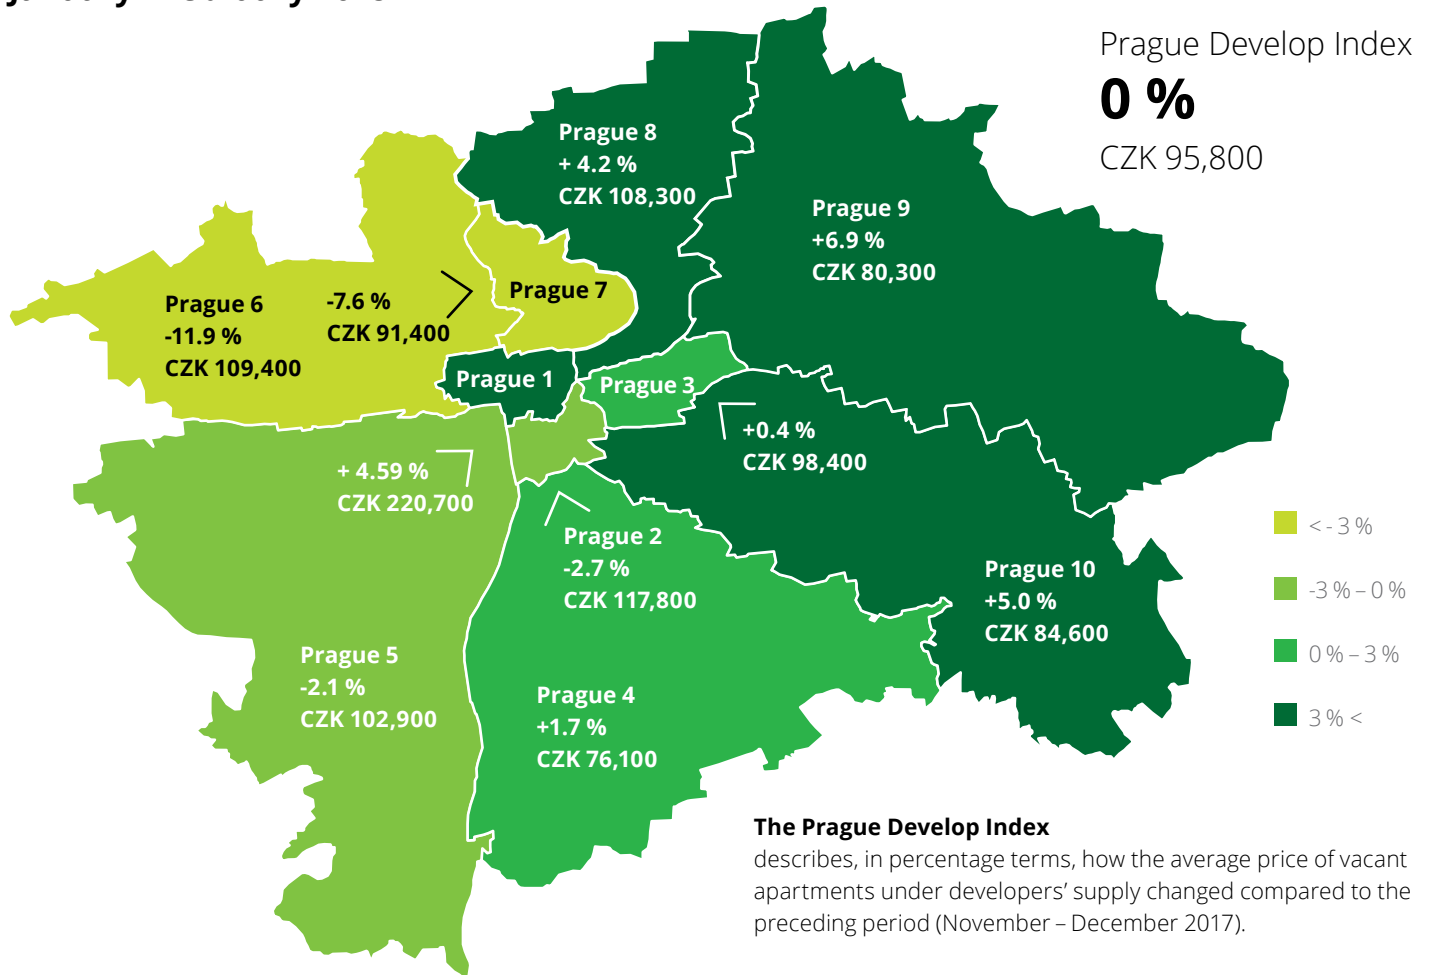 Prague Develop Index
0 %
CZK 95,800
Prague 8
+ 4.2 %
CZK 108,300
Prague 9
+6.9 %
CZK 80,300
Prague 7
-7.6 %
CZK 91,400
Prague 6
-11.9 %
CZK 109,400
Prague 1
+ 4.59 %
CZK 220,700
Prague 3
+0.4 %
CZK 98,400
Prague 2
-2.7 %
CZK 117,800
Prague 10
+5.0 %
CZK 84,600
Prague 5
-2.1 %
CZK 102,900
Prague 4
+1.7 %
CZK 76,100
< - 3 %
-3 % – 0 %
0 % – 3 %
3 % <
The Prague Develop Index
describes, in percentage terms, how the average price of vacant
apartments under developers’ supply changed compared to the
preceding period (November – December 2017).